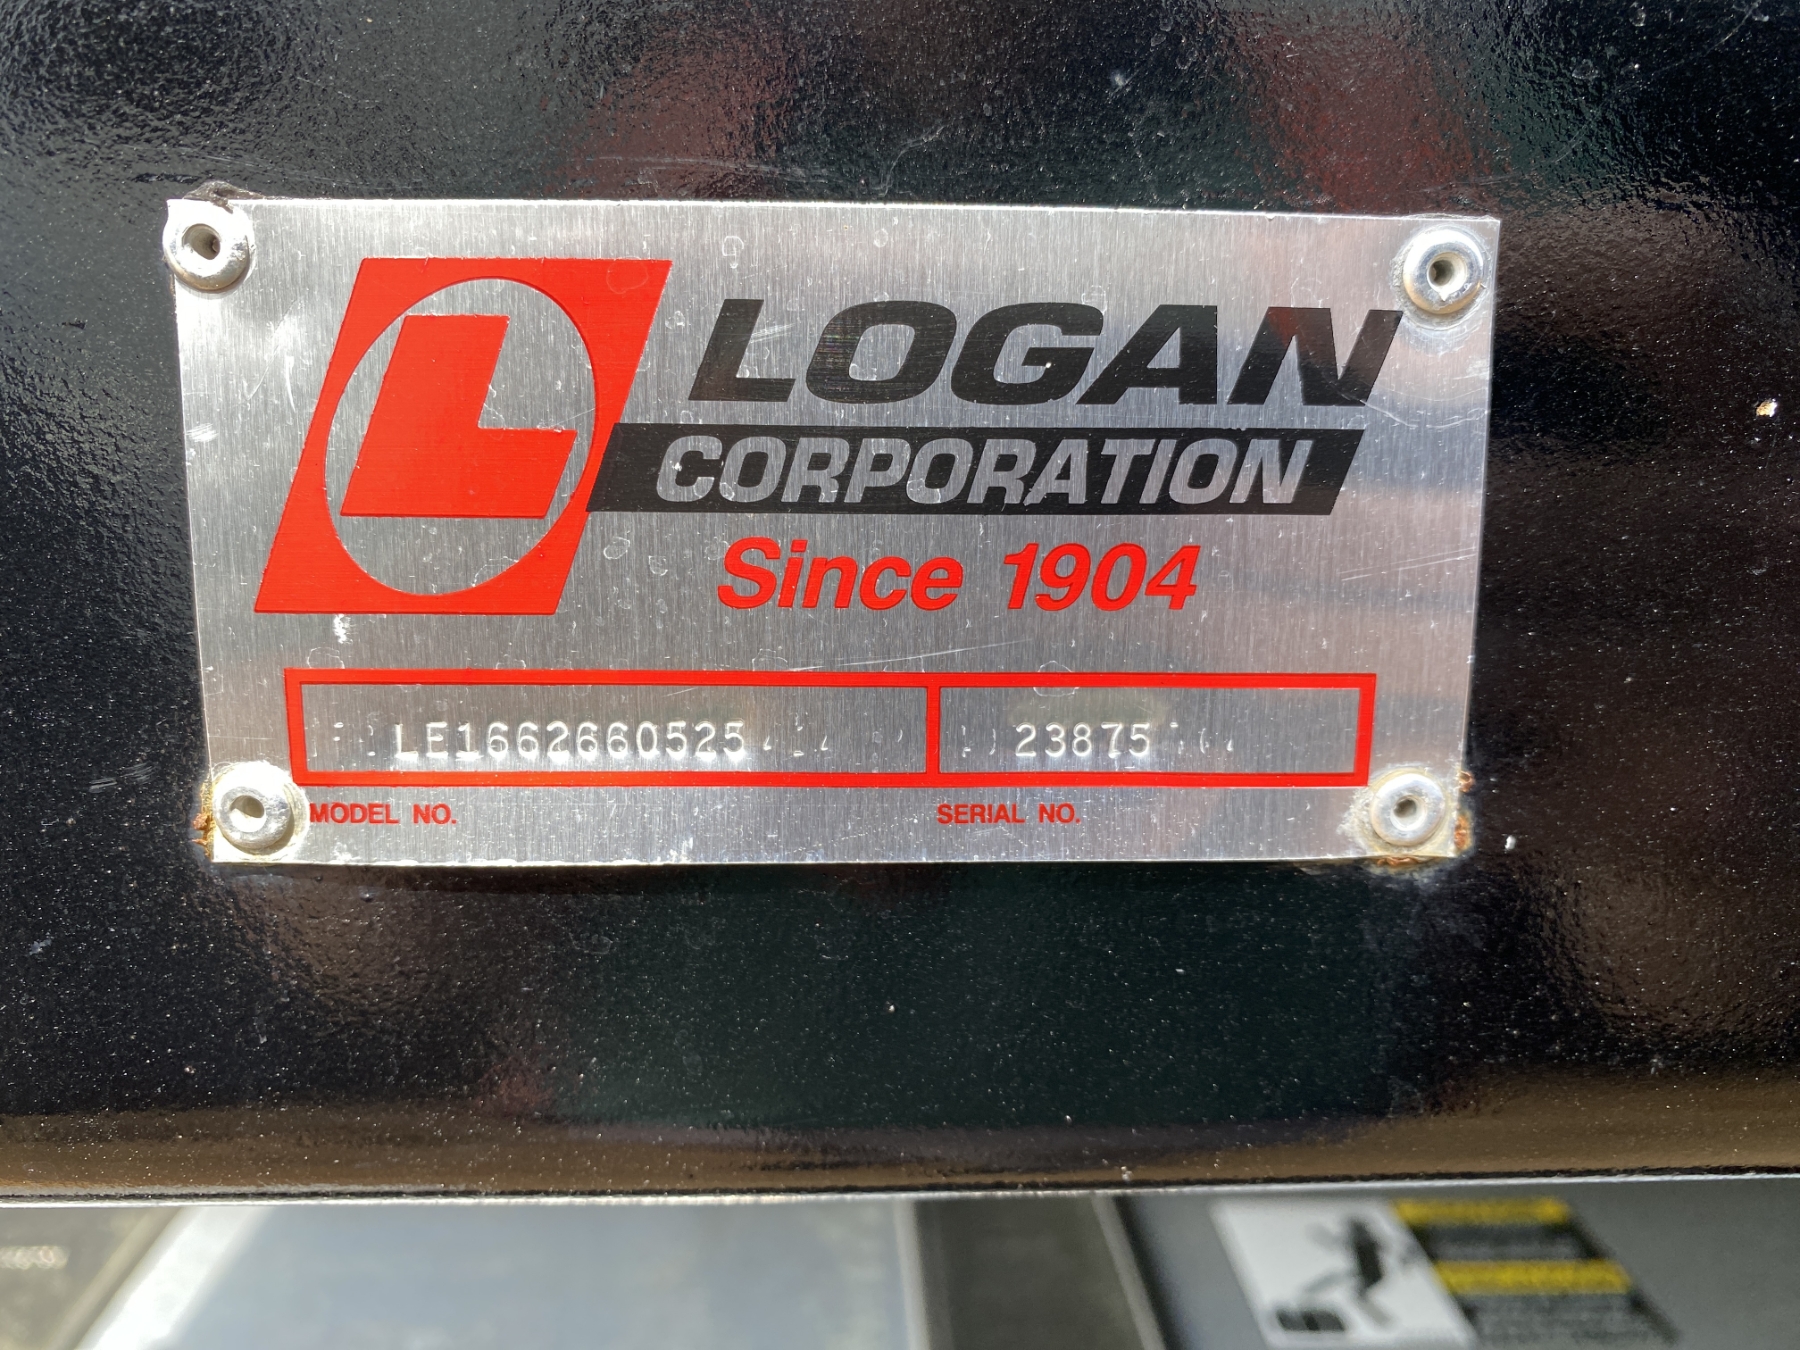 L
LOGAN
CORPORATION
Since 1904
LE1662660525
23875
MODEL NO.
SERIAL NO.